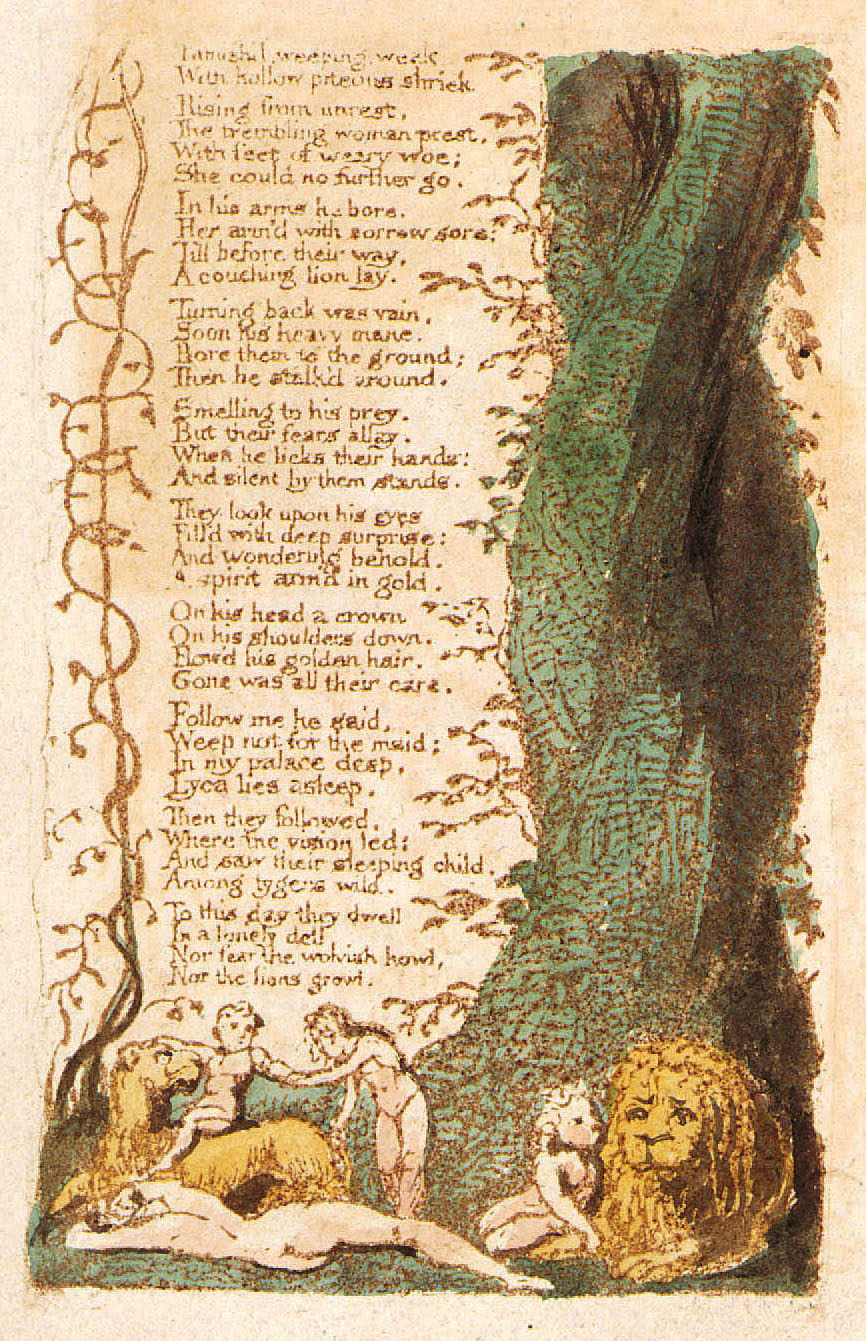 Famish'd, weeping, weak
With hollow piteous shriek.
Rising from unrest,
The trembling woman prest,
With feet of weary woe;
She could no further go.
In his arms he bore.
Her arm'd with sorrow sore:
Till before their way,
A couching lion lay.
Turning back was vain,
Soon his heavy mane.
Bore them to the ground;
Then he stalk'd around.
Smelling to his prey.
But their fears allay.
When he licks their hands:
And silent by them stands.
They look upon his eyes
Fill'd with deep surprise:
And wondering behold.
A spirit arm'd in gold.
On his head a crown
On his shoulders down.
Flow'd his golden hair.
Gone was all their care.
Follow me he said,
Weep not for the maid;
In my palace deep,
Lyca lies asleep.
Then they followed,
Where the vision led:
And saw their sleeping child,
Among tygers wild.
To this day they dwell
In a lonely dell
Nor fear the wolvish howl,
Nor the lions growl.